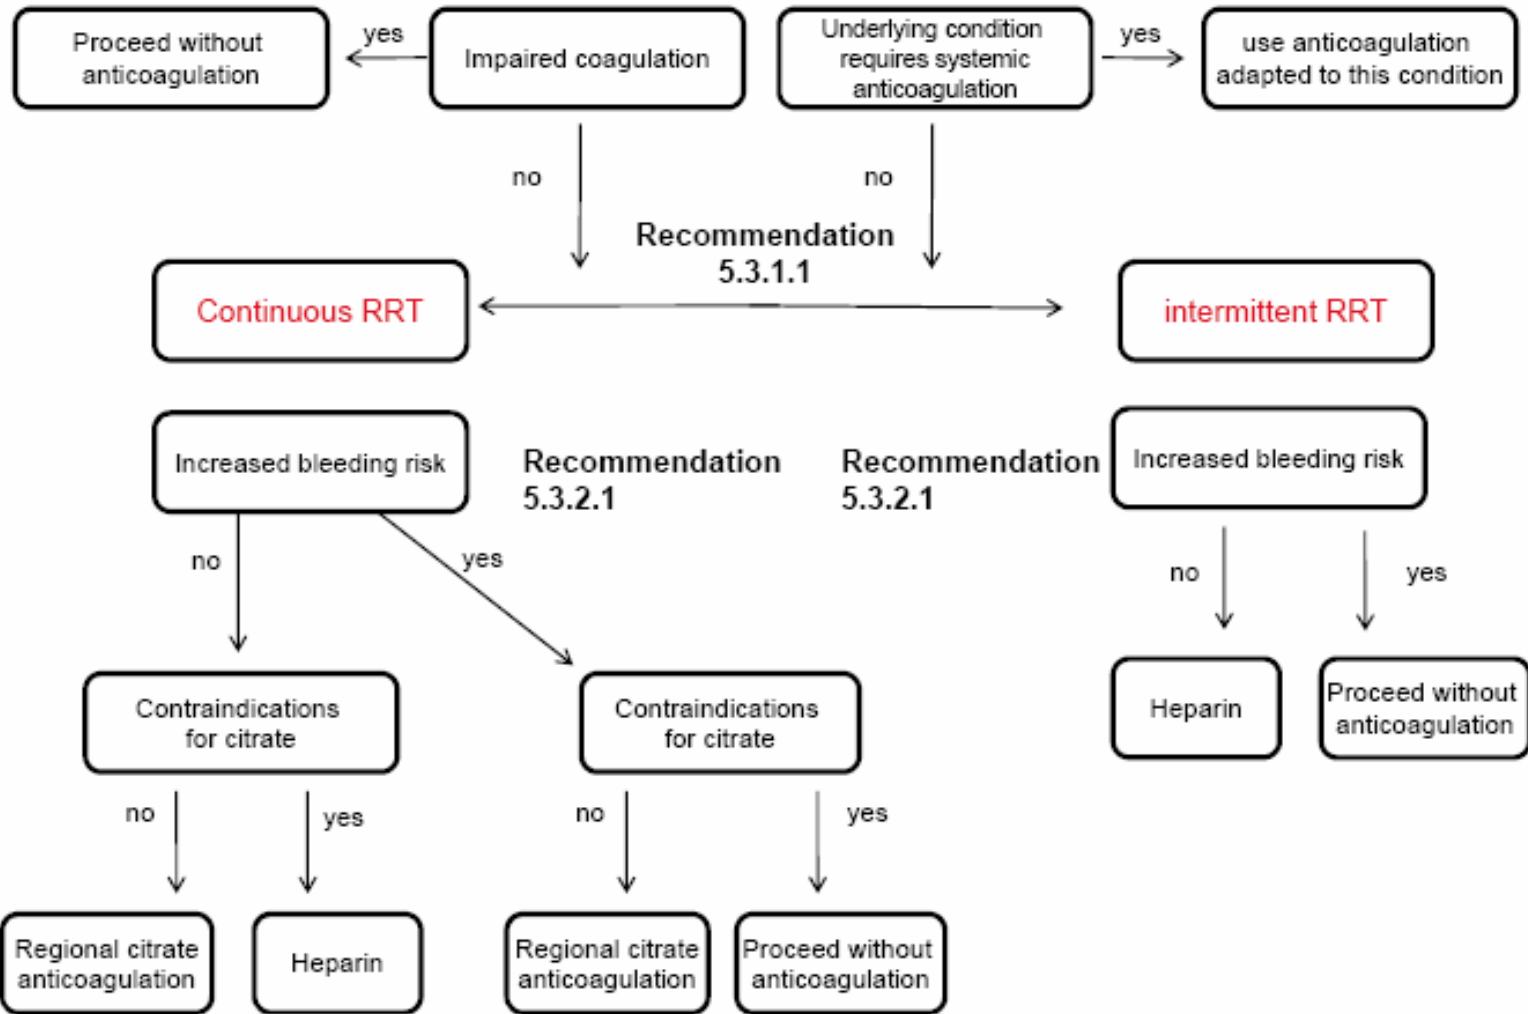 Proceed without
anticoagulation
yes
Impaired coagulation
Underlying condition
requires systemic
anticoagulation
yes
use anticoagulation
adapted to this condition
no
no
Recommendation
5.3.1.1
Continuous RRT
intermittent RRT
Increased bleeding risk
Recommendation
5.3.2.1
Recommendation
5.3.2.1
Increased bleeding risk
no
yes
no
yes
Contraindications
for citrate
Contraindications
for citrate
Heparin
Proceed without
anticoagulation
no
yes
no
yes
Regional citrate
anticoagulation
Heparin
Regional citrate
anticoagulation
Proceed without
anticoagulation